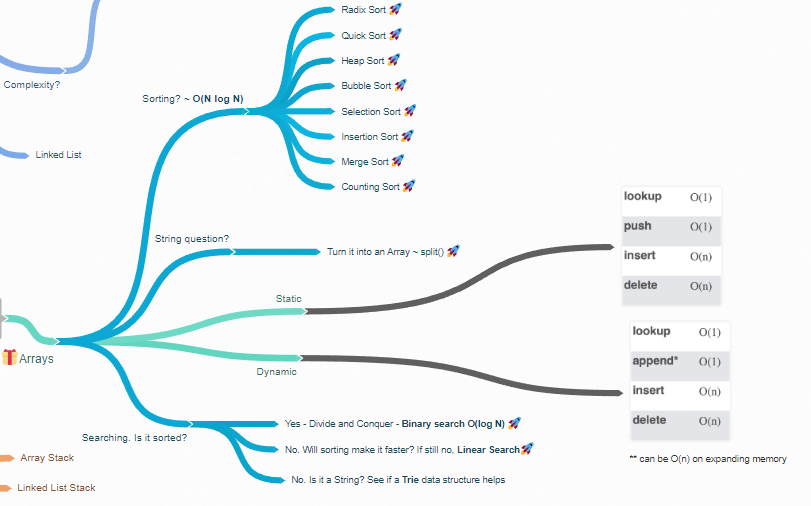 Complexity?
Linked List
Sorting? ~ O(N log N)
Radix Sort 🚀
Quick Sort 🚀
Heap Sort 🚀
Bubble Sort 🚀
Selection Sort 🚀
Insertion Sort 🚀
Merge Sort 🚀
Counting Sort 🚀
String question?
Turn it into an Array ~ split() 🚀
Static
lookup O(1)
push O(1)
insert O(n)
delete O(n)
🎁Arrays
Dynamic
lookup O(1)
append* O(1)
insert O(n)
delete O(n)
** can be O(n) on expanding memory
Searching. Is it sorted?
Yes - Divide and Conquer - Binary search O(log N) 🚀
No. Will sorting make it faster? If still no, Linear Search🚀
No. Is it a String? See if a Trie data structure helps
Array Stack
Linked List Stack